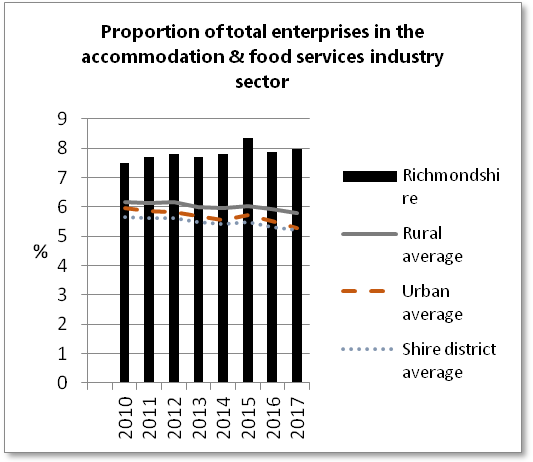 Proportion of total enterprises in the
accommodation & food services industry
sector
9
8
7
6
5
4
3
2
1
0
%
2010
2011
2012
2013
2014
2015
2016
2017
Richmondshi
re
Rural
average
Urban
average
Shire district
average